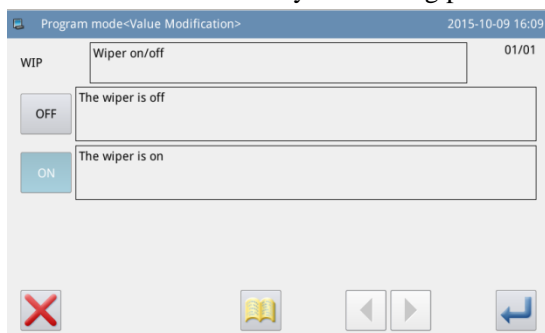 Program mode<Value Modification> 2015-10-09 16:09
WIP Wiper on/off 01/01
OFF The wiper is off
ON The wiper is on